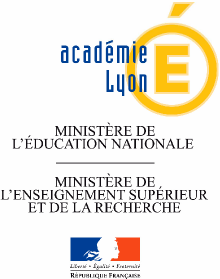 académie
Lyon
É
MINISTÈRE DE
L'ÉDUCATION NATIONALE
MINISTÈRE DE
L'ENSEIGNEMENT SUPÉRIEUR
ET DE LA RECHERCHE
Liberté • Égalité • Fraternité
RÉPUBLIQUE FRANÇAISE